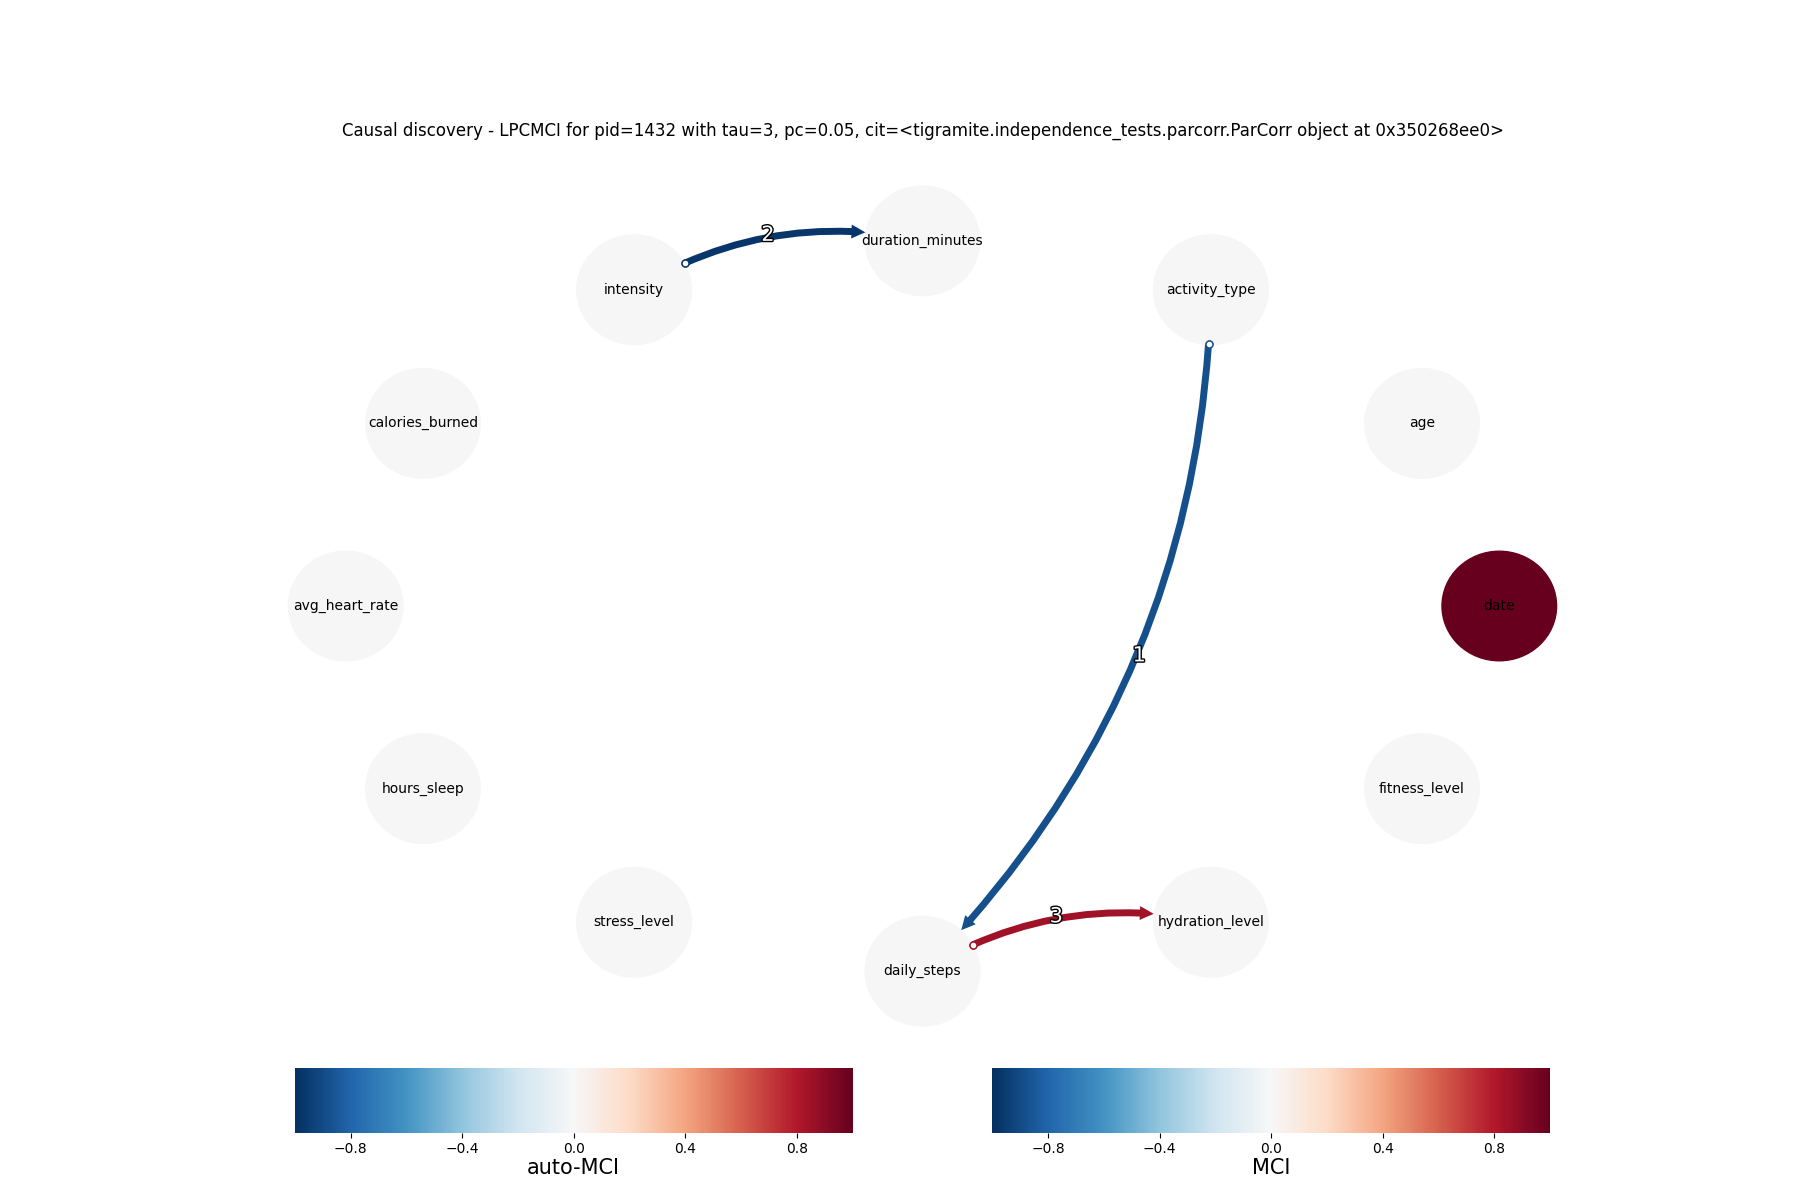 Causal discovery - LPCMCI for pid=1432 with tau=3, pc=0.05, cit=<tigramite.independence_tests.parcorr.ParCorr object at 0x350268ee0>
2
duration_minutes
intensity
activity_type
calories_burned
age
avg_heart_rate
date
1
hours_sleep
fitness_level
stress_level
3
hydration_level
daily_steps
−0.8 −0.4 0.0 0.4 0.8
auto-MCI
−0.8 −0.4 0.0 0.4 0.8
MCI